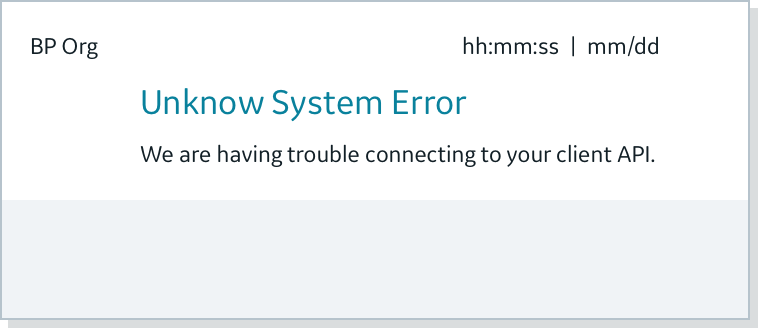 BP Org hh:mm:ss | mm/dd
Unknow System Error
We are having trouble connecting to your client API.